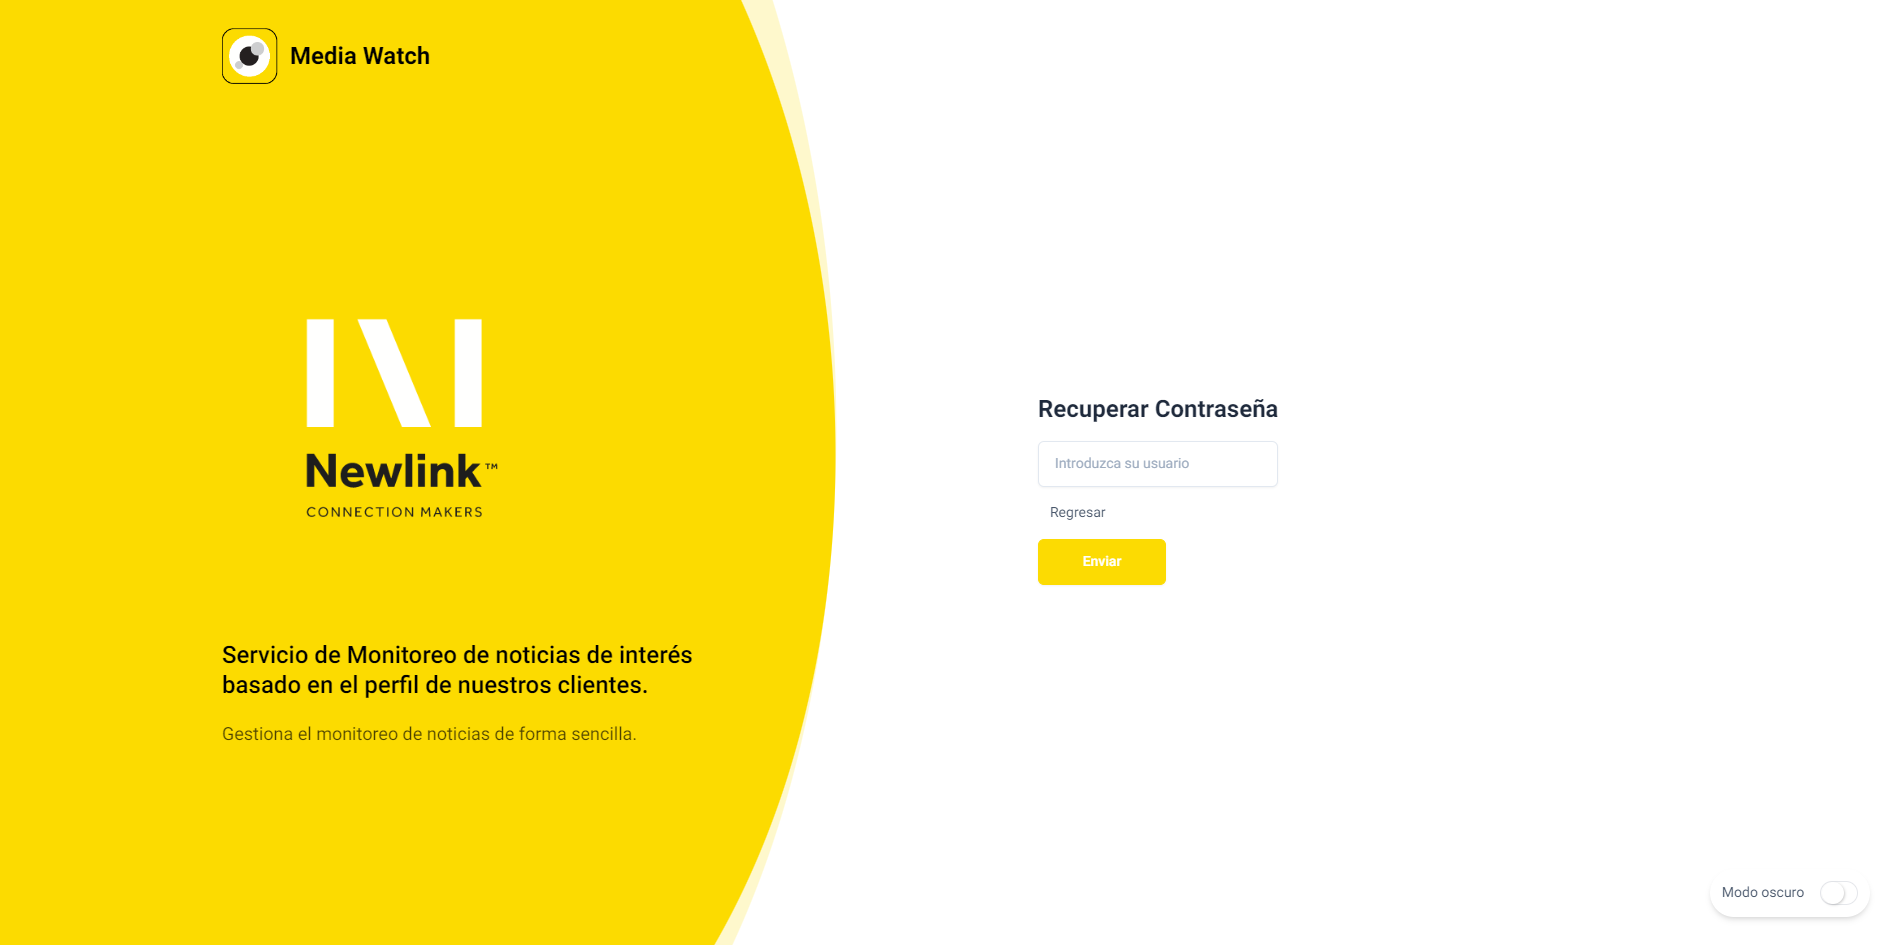 Media Watch
Newlink™
CONNECTION MAKERS
Servicio de Monitoreo de noticias de interés
basado en el perfil de nuestros clientes.
Gestiona el monitoreo de noticias de forma sencilla.
Recuperar Contraseña
Introduzca su usuario
Regresar
Enviar
Modo oscuro